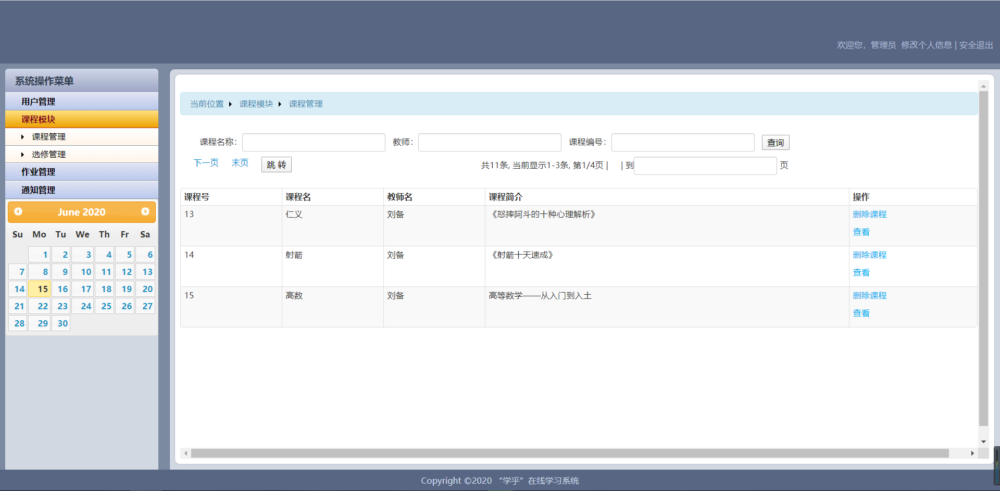 欢迎您，管理员 修改个人信息 | 安全退出
系统操作菜单
用户管理
课程模块
课程管理
选修管理
作业管理
通知管理
June 2020
Su Mo Tu We Th Fr Sa
1 2 3 4 5 6
7 8 9 10 11 12 13
14 15 16 17 18 19 20
21 22 23 24 25 26 27
28 29 30
当前位置 课程模块 课程管理
课程名称： 教师： 课程编号： 查询
下一页 末页 跳 转 共11条, 当前显示1-3条, 第1/4页 | | 到 页
课程号 课程名 教师名 课程简介 操作
13 仁义 刘备 《怒摔阿斗的十种心理解析》 删除课程
查看
14 射箭 刘备 《射箭十天速成》 删除课程
查看
15 高数 刘备 高等数学——从入门到入土 删除课程
查看
Copyright ©2020 “学乎”在线学习系统